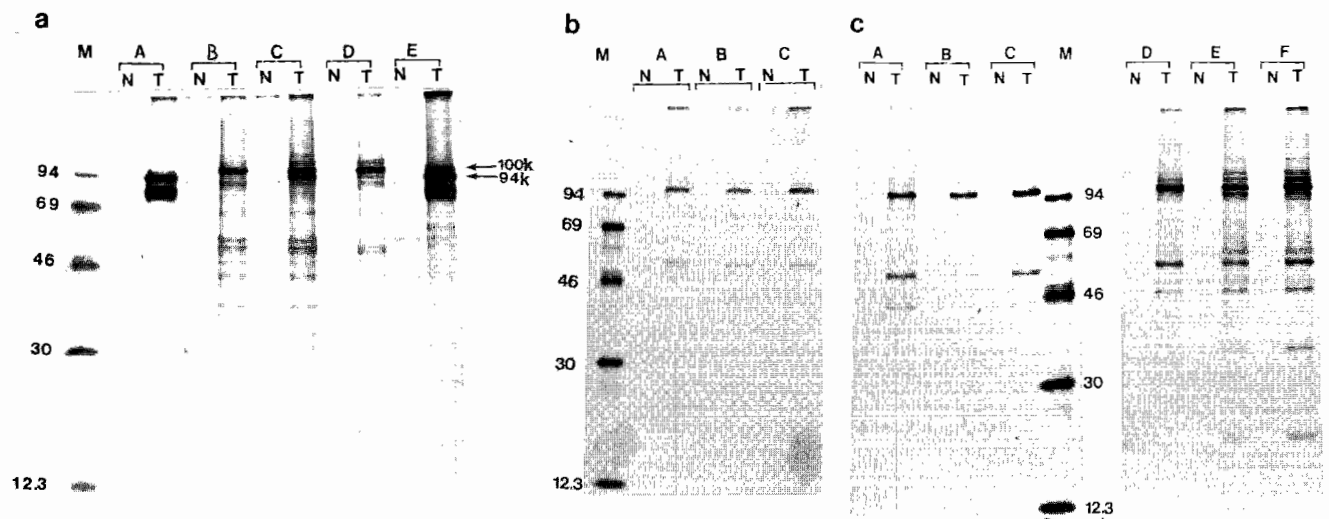 a
M A B C D E
N T N T N T N T N T
100k
94k
94
69
46
30
12.3
b
M A B C
N T N T N T
94
69
46
30
12.3
c
A B C M D E F
N T N T N T N T N T N T
94
69
46
30
12.3